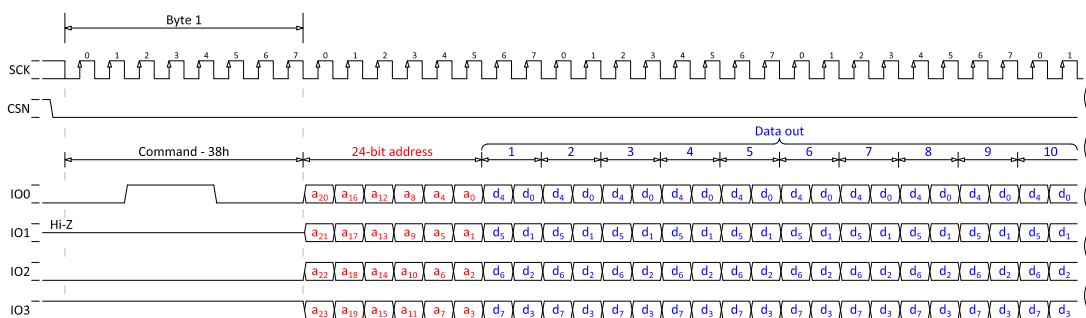 Byte 1
0 1 2 3 4 5 6 7 0 1 2 3 4 5 6 7 0 1 2 3 4 5 6 7 0 1 2 3 4 5 6 7 0 1
SCK
CSN
Data out
Command - 38h 24-bit address 1 2 3 4 5 6 7 8 9 10
IO0 a20 a16 a12 a8 a4 a0 d4 d0 d4 d0 d4 d0 d4 d0 d4 d0 d4 d0 d4 d0 d4 d0 d4 d0 d4 d0
Hi-Z
IO1 a21 a17 a13 a9 a5 a1 d5 d1 d5 d1 d5 d1 d5 d1 d5 d1 d5 d1 d5 d1 d5 d1 d5 d1 d5 d1
IO2 a22 a18 a14 a10 a6 a2 d6 d2 d6 d2 d6 d2 d6 d2 d6 d2 d6 d2 d6 d2 d6 d2 d6 d2 d6 d2
IO3 a23 a19 a15 a11 a7 a3 d7 d3 d7 d3 d7 d3 d7 d3 d7 d3 d7 d3 d7 d3 d7 d3 d7 d3 d7 d3